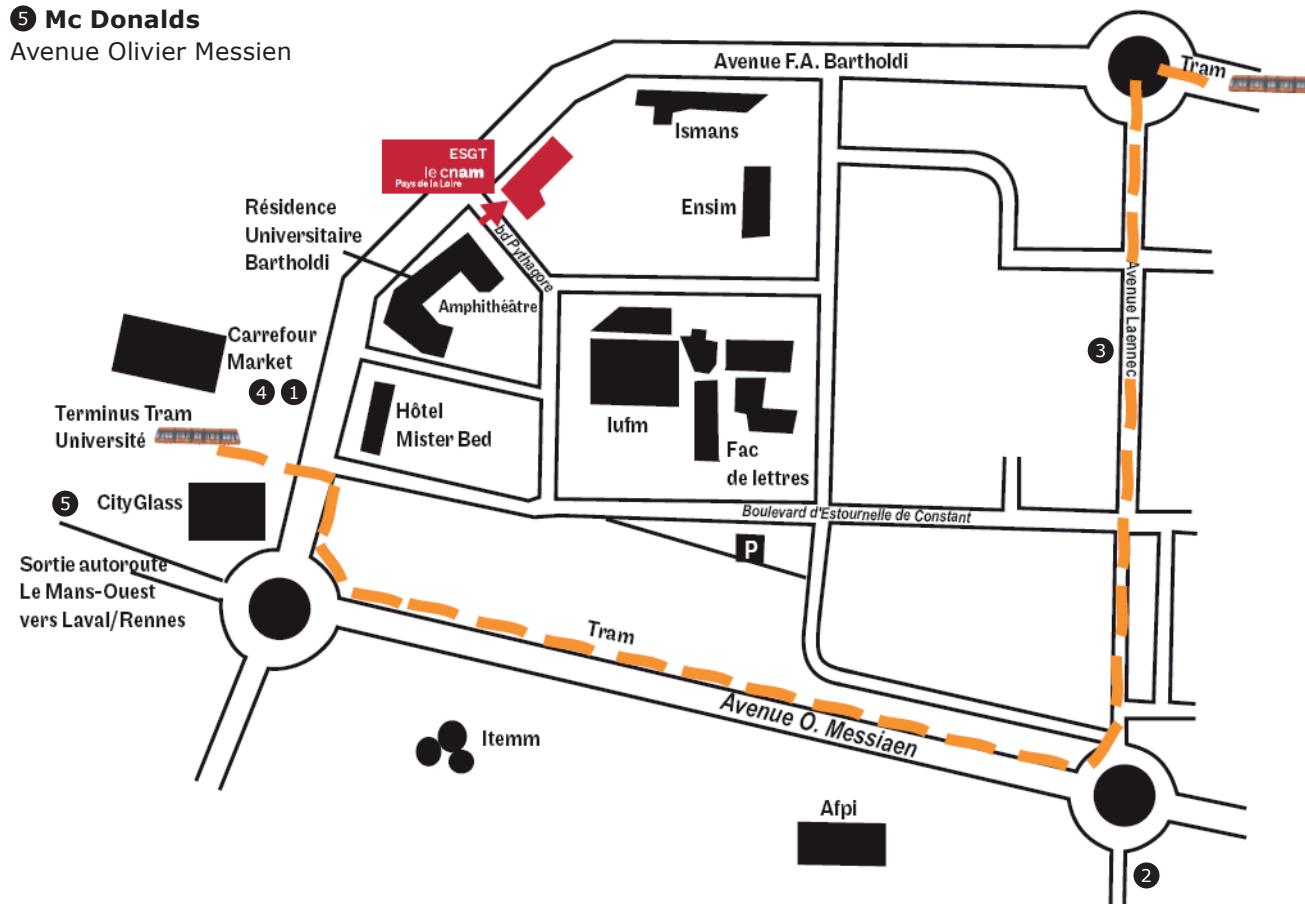 5 Mc Donalds
Avenue Olivier Messien
Avenue F.A. Bartholdi
Tram
Ismans
ESGT
le cnam
Pays de la Loire
Ensim
Résidence
Universitaire
Bartholdi
bd Pythagore
Amphithéâtre
Avenue Laennec
Carrefour
Market
4 1
3
Terminus Tram
Université
Hôtel
Mister Bed
Iufm
Fac
de lettres
5
CityGlass
Boulevard d'Estournelle de Constant
P
Sortie autoroute
Le Mans-Ouest
vers Laval/Rennes
Tram
Avenue O. Messiaen
Itemm
Afpi
2